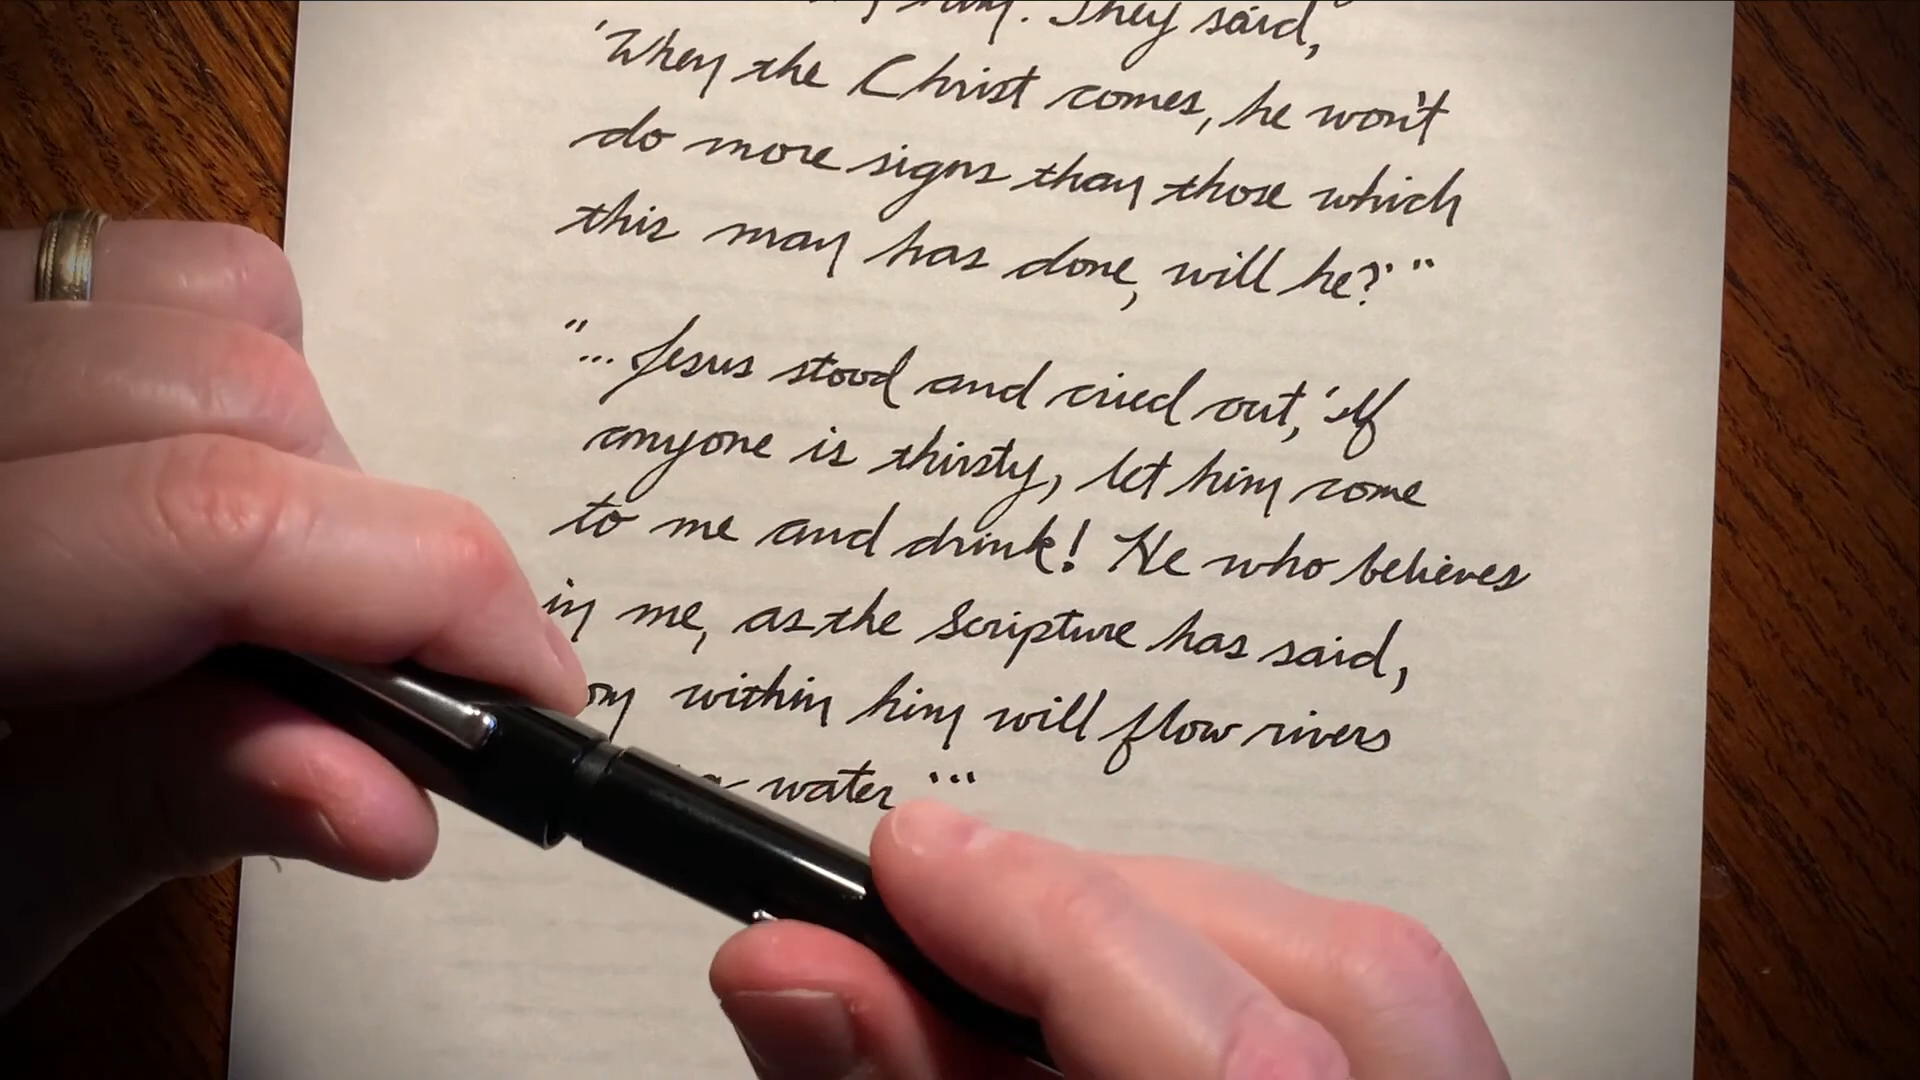 They said,
'When the Christ comes, he won't
do more signs than those which
this man has done, will he?' "
"... Jesus stood and cried out, 'If
anyone is thirsty, let him come
to me and drink! He who believes
in me, as the Scripture has said,
within him will flow rivers
water.'"